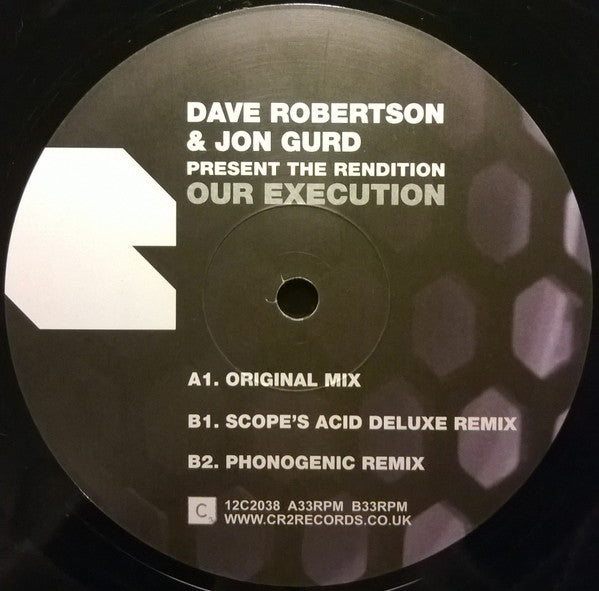 DAVE ROBERTSON
& JON GURD
PRESENT THE RENDITION
OUR EXECUTION
A1. ORIGINAL MIX
B1. SCOPE'S ACID DELUXE REMIX
B2. PHONOGENIC REMIX
C2
12C2038 A33RPM B33RPM
WWW.CR2RECORDS.CO.UK